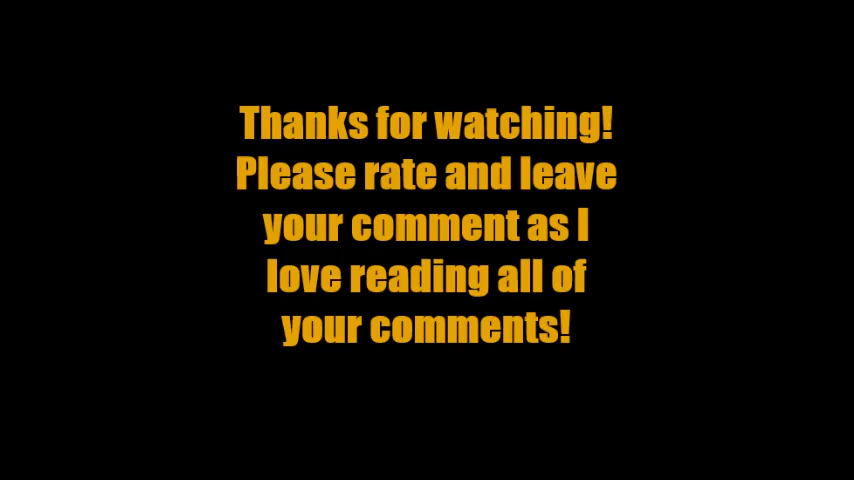 Thanks for watching!
Please rate and leave
your comment as I
love reading all of
your comments!